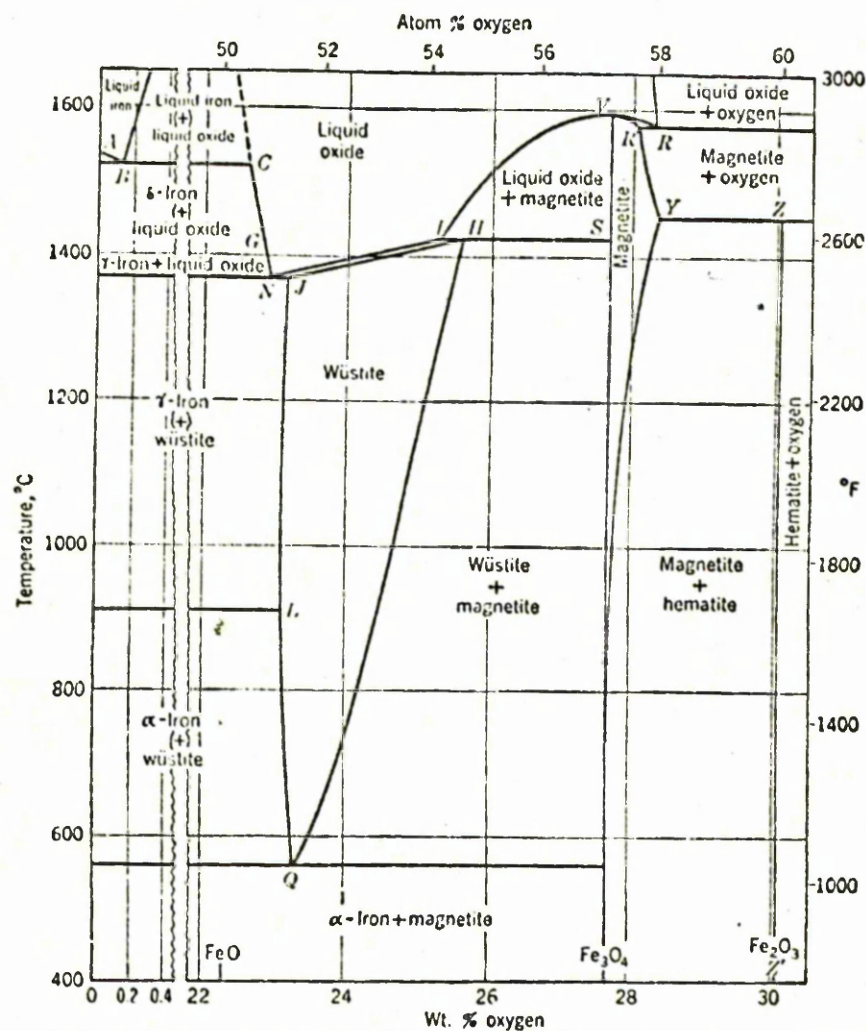 Atom % oxygen
50 52 54 56 57 58 60
1600 3000
Liquid iron
Liquid iron (+) liquid oxide
Liquid oxide
V
Liquid oxide + oxygen
A
B
C
K R
Magnetite + oxygen
δ-Iron (+) liquid oxide
Liquid oxide + magnetite
Magnetite
G
I H S
Y Z
1400 2600
γ-Iron + liquid oxide
N J
Wüstite
1200 2200
γ-Iron (+) wüstite
Temperature, °C
°F
Hematite + oxygen
1000
Wüstite + magnetite
Magnetite + hematite
1800
L
800
α-Iron (+) wüstite
1400
600
Q
1000
α-Iron + magnetite
FeO
Fe3O4
Fe2O3
Z'
400
0 0.2 0.4 22 24 26 28 30
Wt. % oxygen